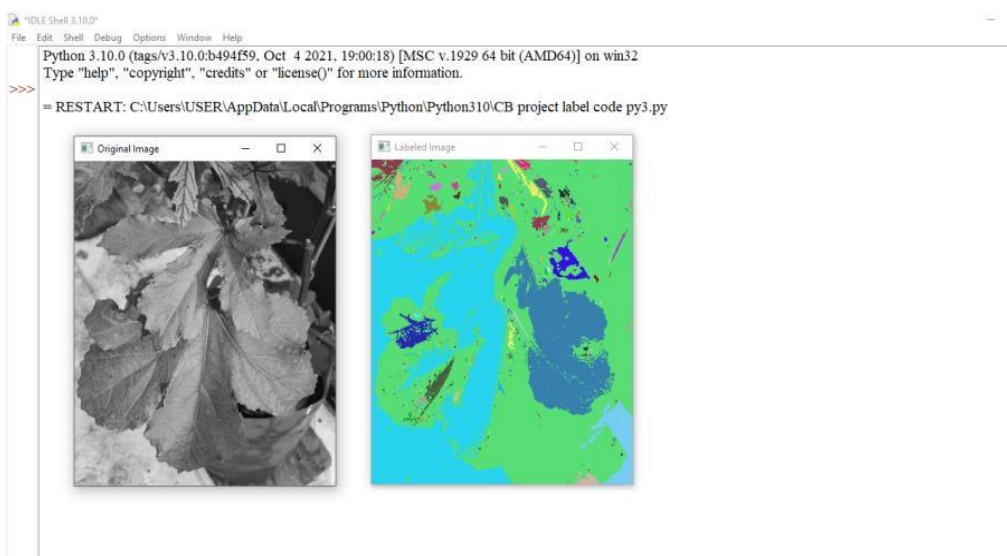 *IDLE Shell 3.10.0*
File Edit Shell Debug Options Window Help
Python 3.10.0 (tags/v3.10.0:b494f59, Oct 4 2021, 19:00:18) [MSC v.1929 64 bit (AMD64)] on win32
Type "help", "copyright", "credits" or "license()" for more information.
>>>
= RESTART: C:\Users\USER\AppData\Local\Programs\Python\Python310\CB project label code py3.py
Original Image
Labeled Image